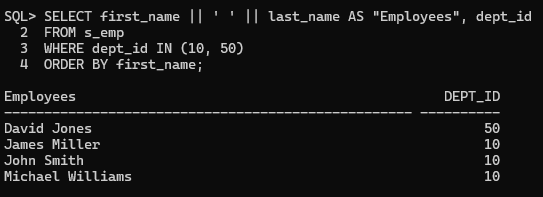 SQL> SELECT first_name || ' ' || last_name AS "Employees", dept_id
2 FROM s_emp
3 WHERE dept_id IN (10, 50)
4 ORDER BY first_name;
Employees DEPT_ID
--------------------------------------------------- ----------
David Jones 50
James Miller 10
John Smith 10
Michael Williams 10